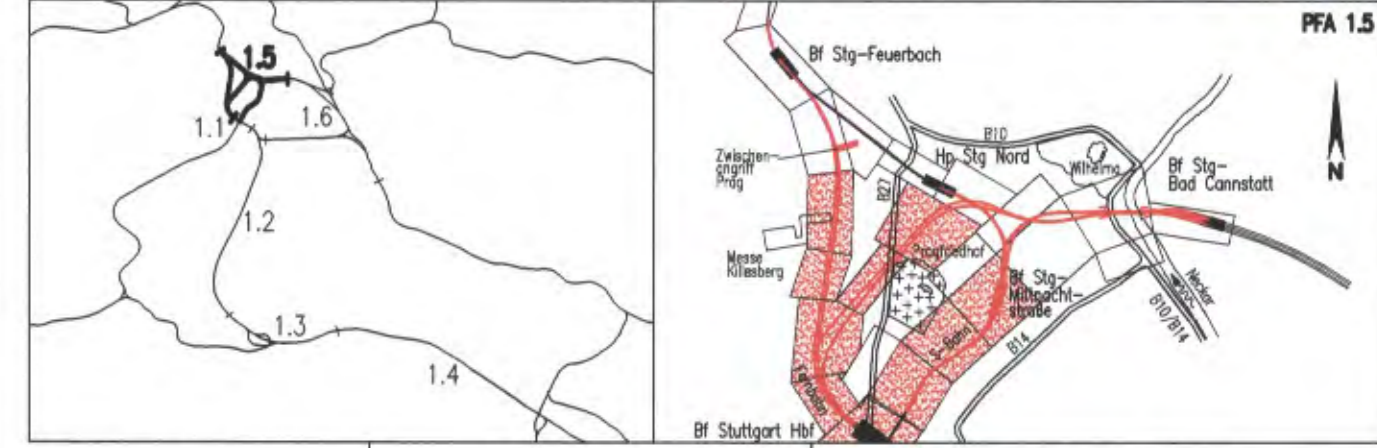 1.5
1.1
1.6
1.2
1.3
1.4
PFA 1.5
Bf Stg-Feuerbach
B10
Zwischen-
angriff
Prag
Hp Stg Nord
Wilhelma
Bf Stg-
Bad Cannstatt
B27
N
Messe
Killesberg
Pragfriedhof
Bf Stg-
Mittnacht-
straße
Neckar
B10/B14
S-Bahn
B14
Fernbahn
Bf Stuttgart Hbf